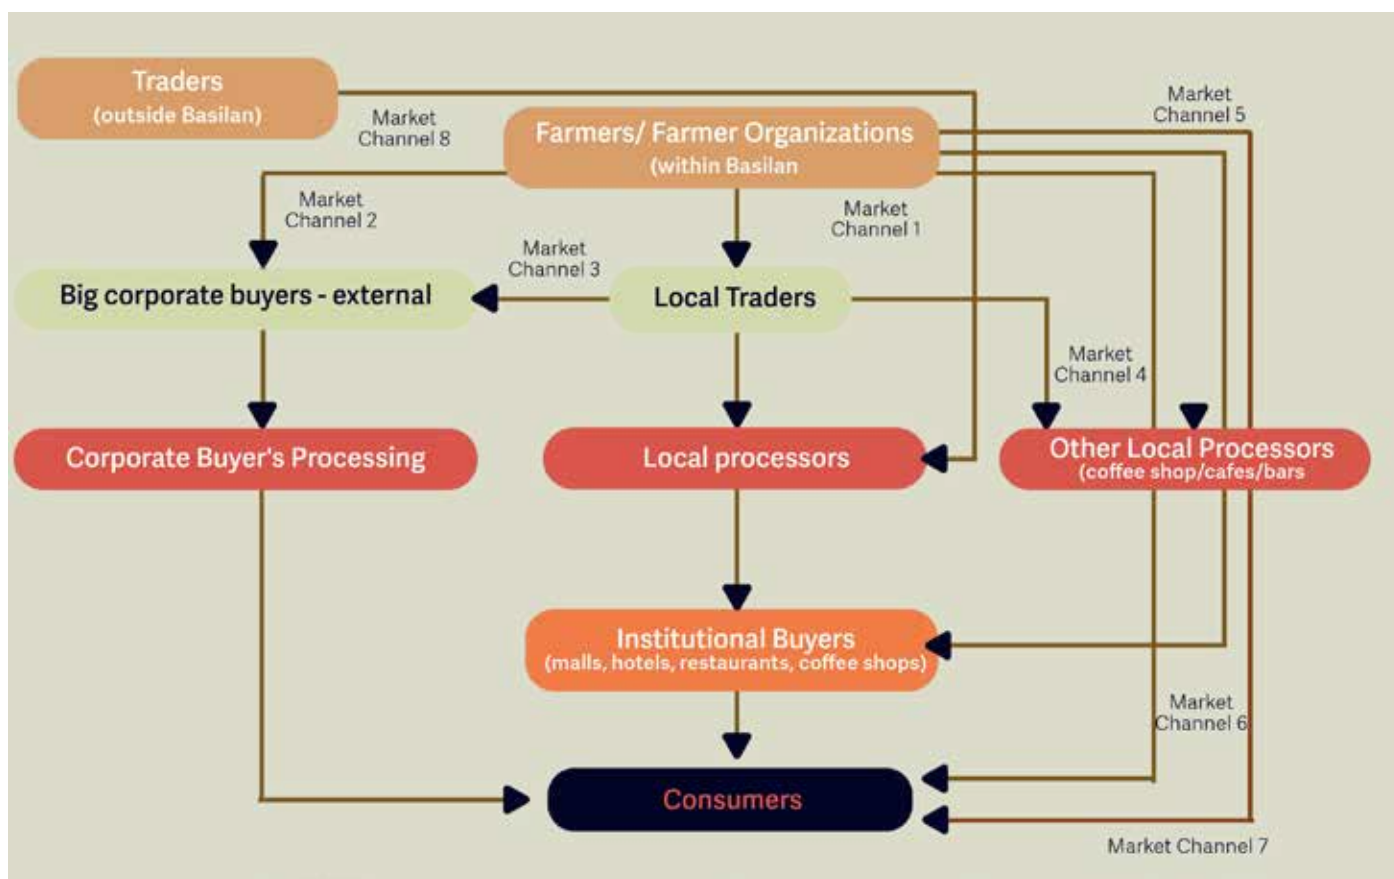 Traders
(outside Basilan)
Market
Channel 8
Farmers/ Farmer Organizations
(within Basilan
Market
Channel 5
Market
Channel 2
Market
Channel 1
Market
Channel 3
Big corporate buyers - external
Local Traders
Market
Channel 4
Corporate Buyer's Processing
Local processors
Other Local Processors
(coffee shop/cafes/bars
Institutional Buyers
(malls, hotels, restaurants, coffee shops)
Market
Channel 6
Consumers
Market Channel 7